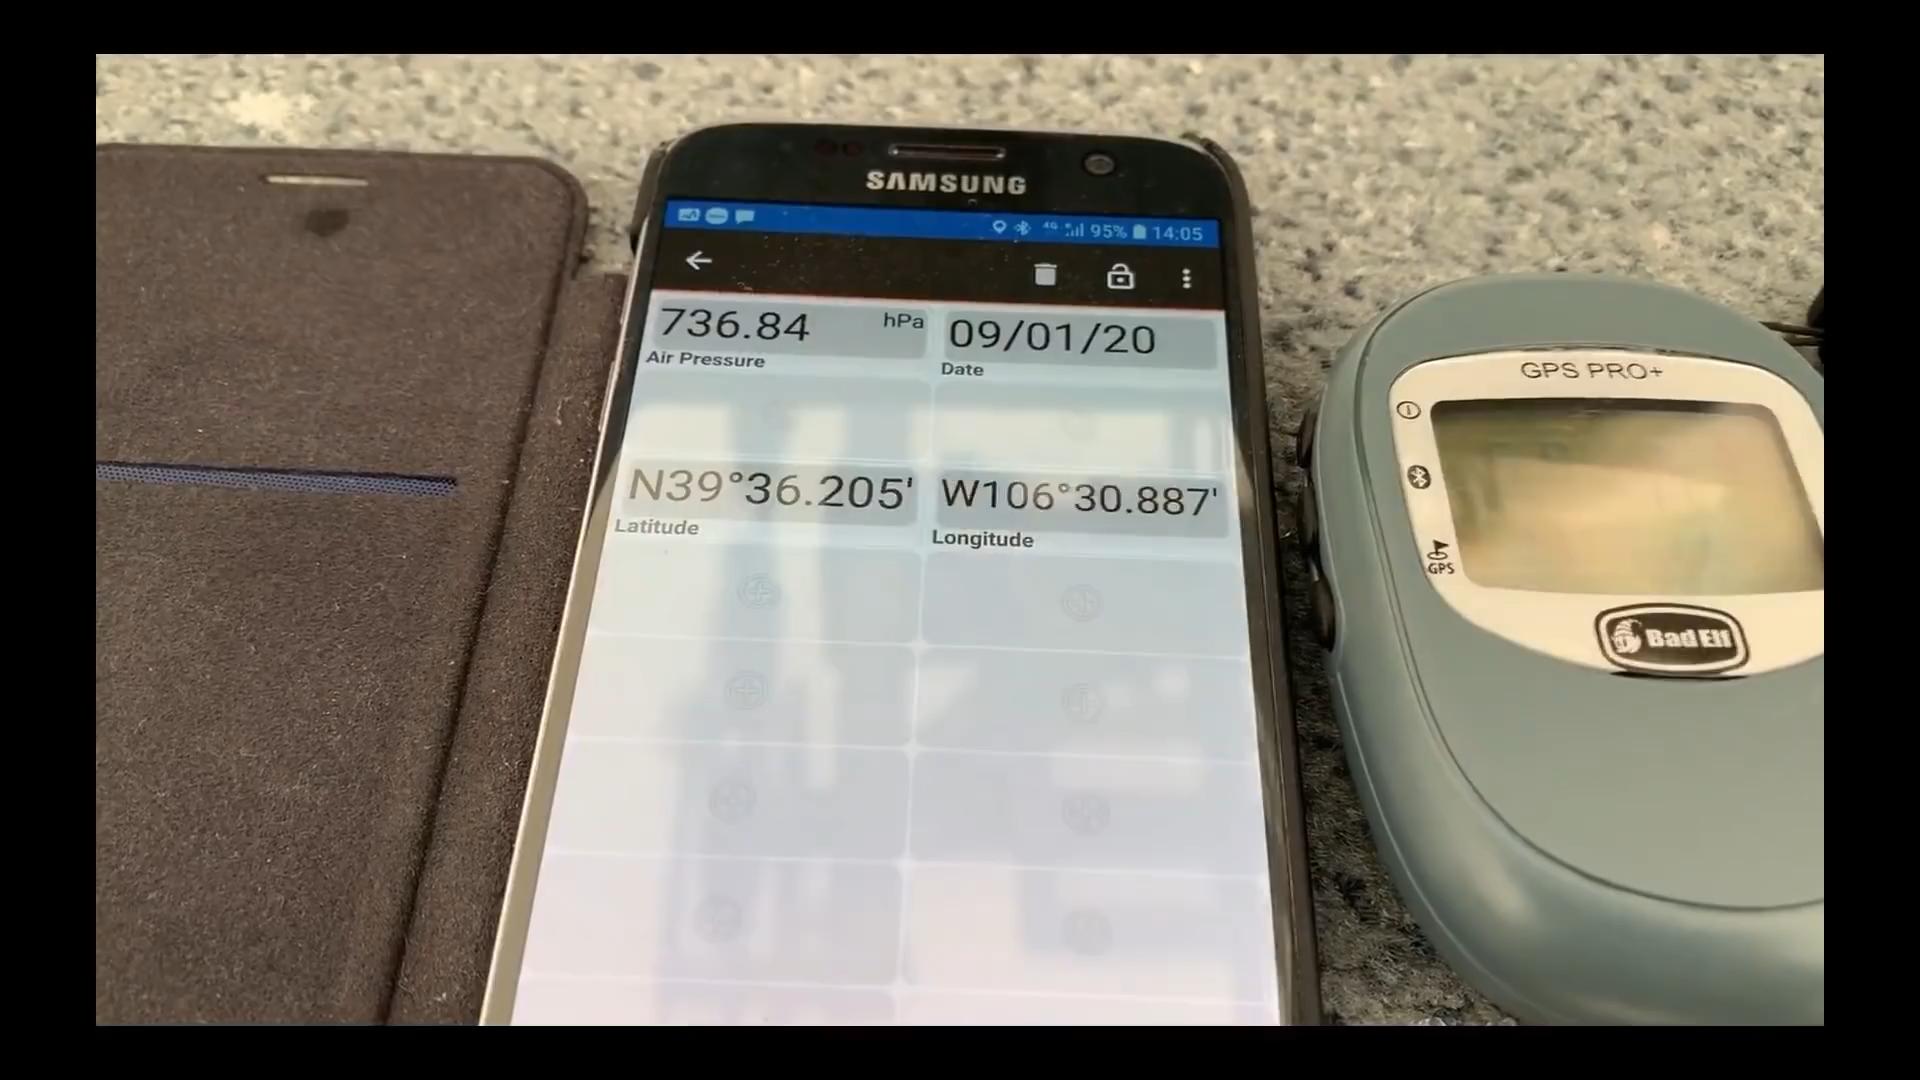 SAMSUNG
4G 95% 14:05
736.84 hPa
Air Pressure
09/01/20
Date
N39°36.205'
Latitude
W106°30.887'
Longitude
GPS PRO+
GPS
Bad Elf